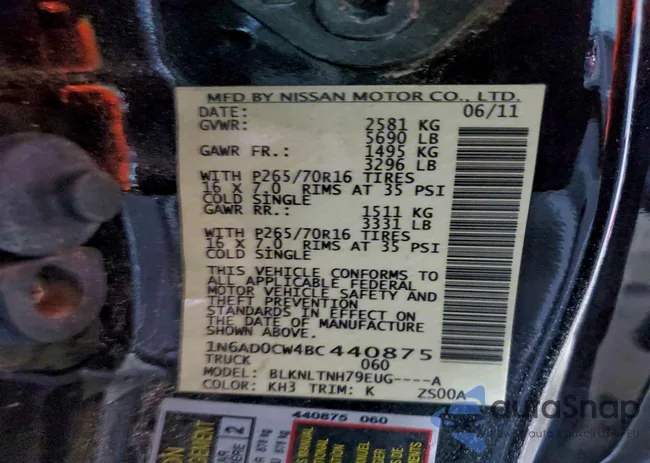 MFD BY NISSAN MOTOR CO., LTD.
DATE: 06/11
GVWR: 2581 KG
5690 LB
GAWR FR.: 1495 KG
3296 LB
WITH P265/70R16 TIRES
16 X 7.0 RIMS AT 35 PSI
COLD SINGLE
GAWR RR.: 1511 KG
3331 LB
WITH P265/70R16 TIRES
16 X 7.0 RIMS AT 35 PSI
COLD SINGLE
THIS VEHICLE CONFORMS TO
ALL APPLICABLE FEDERAL
MOTOR VEHICLE SAFETY AND
THEFT PREVENTION
STANDARDS IN EFFECT ON
THE DATE OF MANUFACTURE
SHOWN ABOVE.
1N6AD0CW4BC440875
TRUCK 060
MODEL: BLKNLTNH79EUG----A
COLOR: KH3 TRIM: K ZS00A
440875 060
2
autoSnap